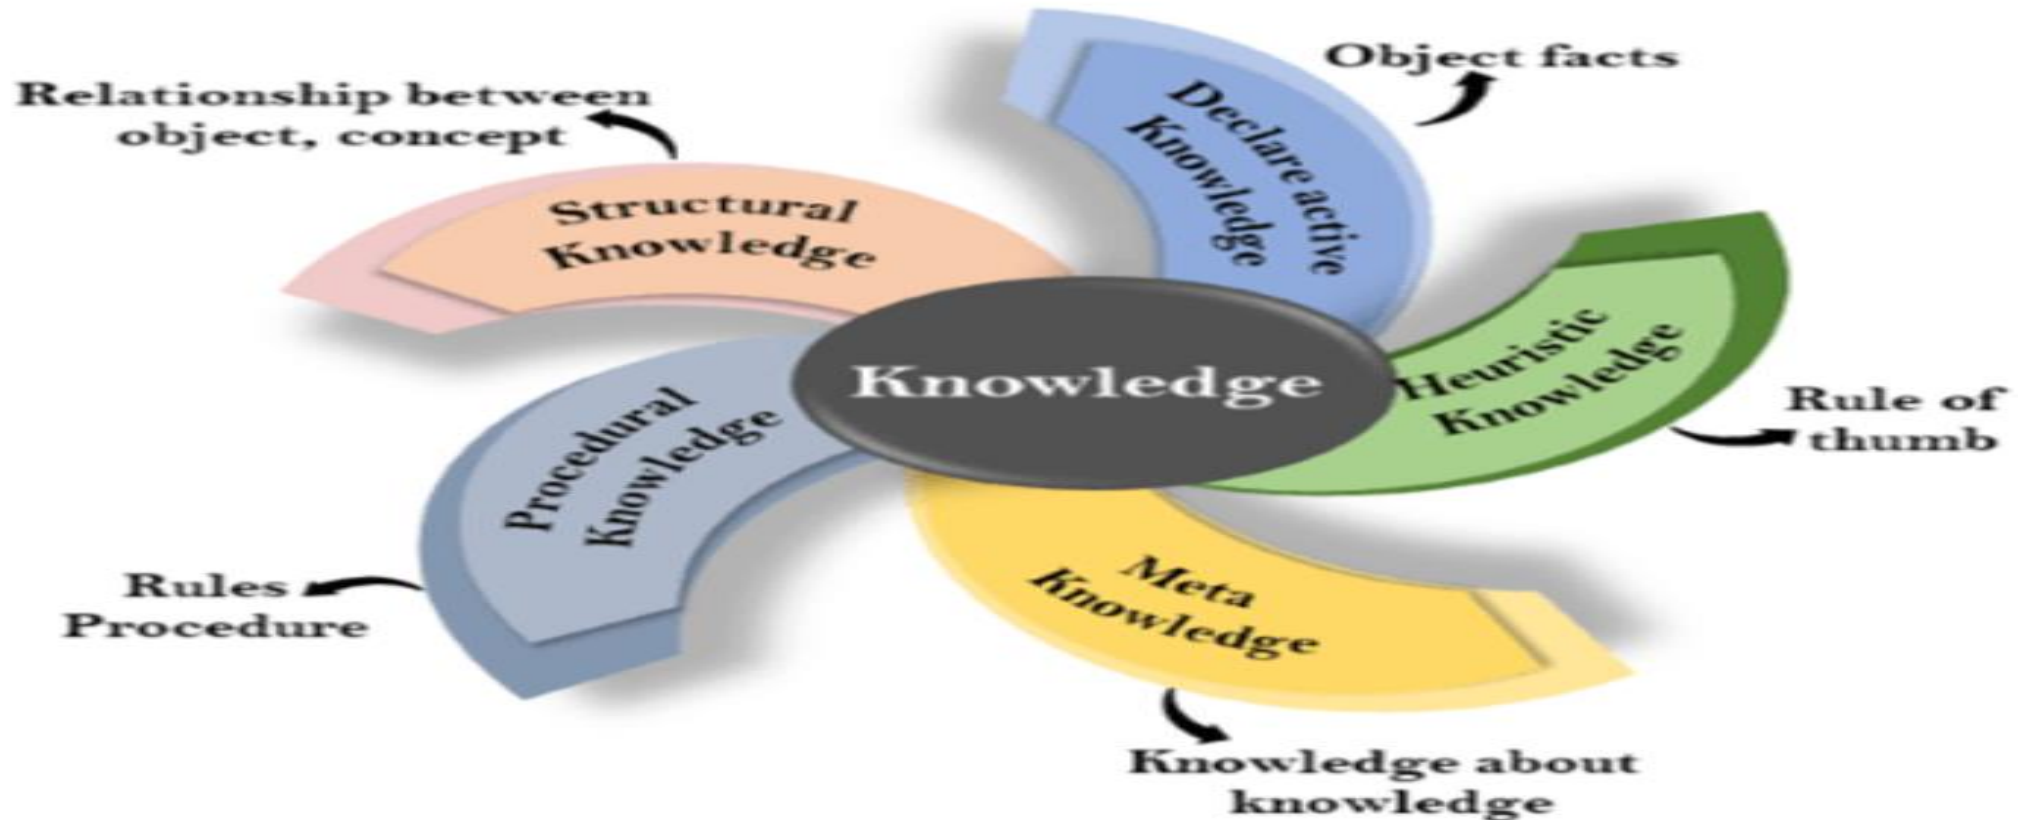 Relationship between
object, concept
Structural
Knowledge
Declare active
Knowledge
Object facts
Heuristic
Knowledge
Rule of
thumb
Knowledge
Procedural
Knowledge
Rules
Procedure
Meta
Knowledge
Knowledge about
knowledge